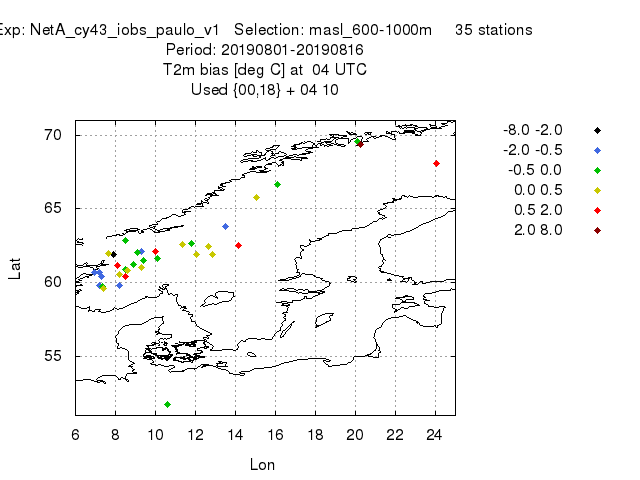 Exp: NetA_cy43_iobs_paulo_v1 Selection: masl_600-1000m 35 stations
Period: 20190801-20190816
T2m bias [deg C] at 04 UTC
Used {00,18} + 04 10
-8.0 -2.0
-2.0 -0.5
-0.5 0.0
0.0 0.5
0.5 2.0
2.0 8.0
Lat
70
65
60
55
6 8 10 12 14 16 18 20 22 24
Lon